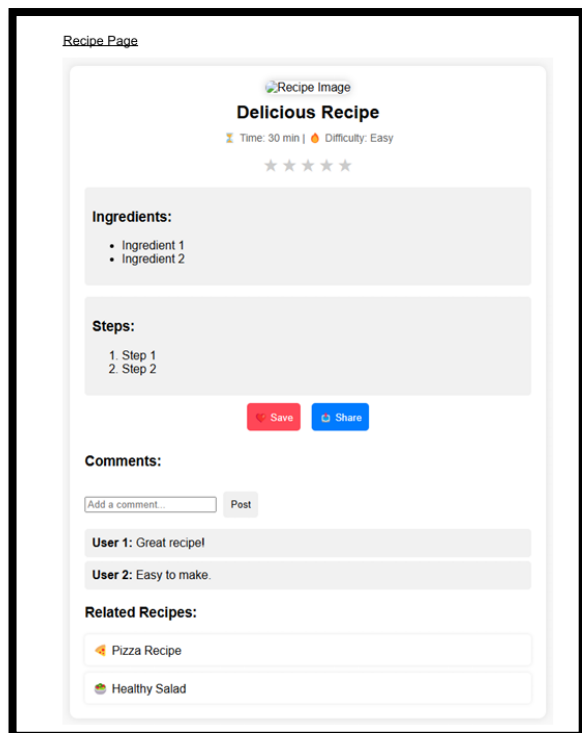 Recipe Page
Recipe Image
Delicious Recipe
⏳ Time: 30 min | 🔥 Difficulty: Easy
★ ★ ★ ★ ★
Ingredients:
• Ingredient 1
• Ingredient 2
Steps:
1. Step 1
2. Step 2
Save Share
Comments:
Add a comment... Post
User 1: Great recipe!
User 2: Easy to make.
Related Recipes:
🍕 Pizza Recipe
🥗 Healthy Salad